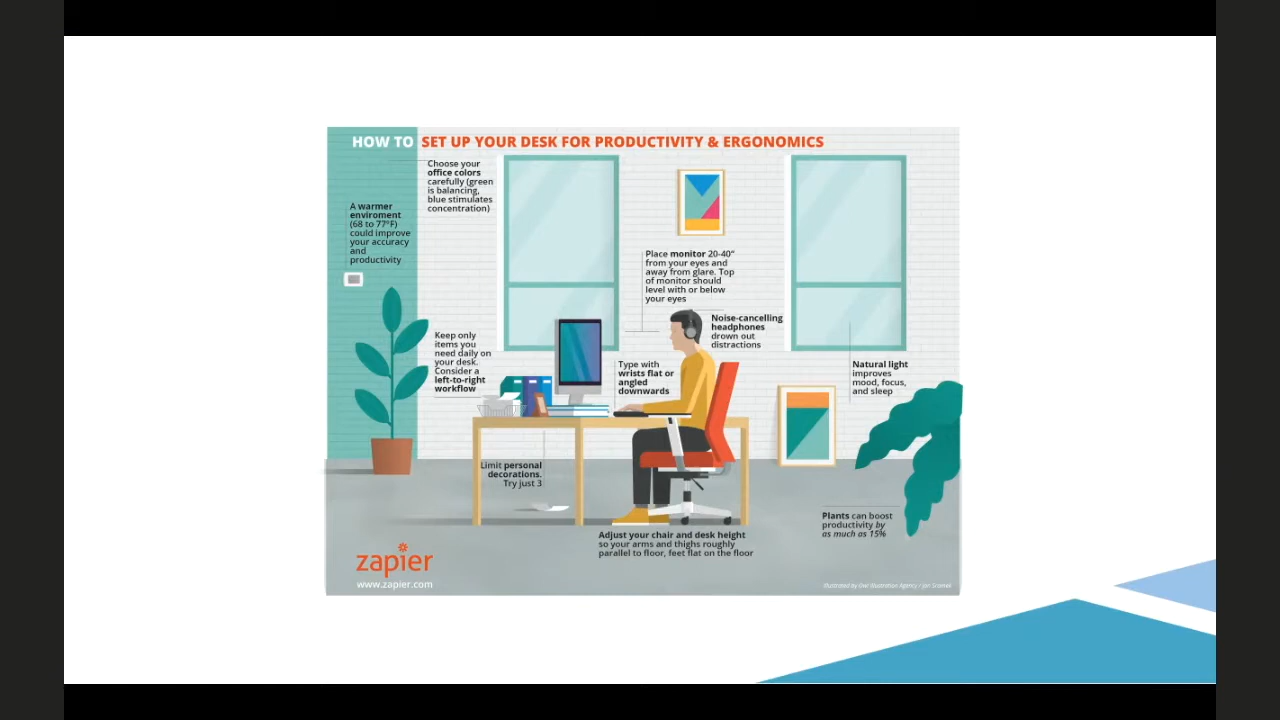 HOW TO SET UP YOUR DESK FOR PRODUCTIVITY & ERGONOMICS
Choose your
office colors
carefully (green
is balancing,
blue stimulates
concentration)
A warmer
enviroment
(68 to 77°F)
could improve
your accuracy
and
productivity
Place monitor 20-40"
from your eyes and
away from glare. Top
of monitor should
level with or below
your eyes
Noise-cancelling
headphones
drown out
distractions
Keep only
items you
need daily on
your desk.
Consider a
left-to-right
workflow
Type with
wrists flat or
angled
downwards
Natural light
improves
mood, focus,
and sleep
Limit personal
decorations.
Try just 3
Plants can boost
productivity by
as much as 15%
Adjust your chair and desk height
so your arms and thighs roughly
parallel to floor, feet flat on the floor
zapier
www.zapier.com
Illustrated by
Illustration Agency / Jan